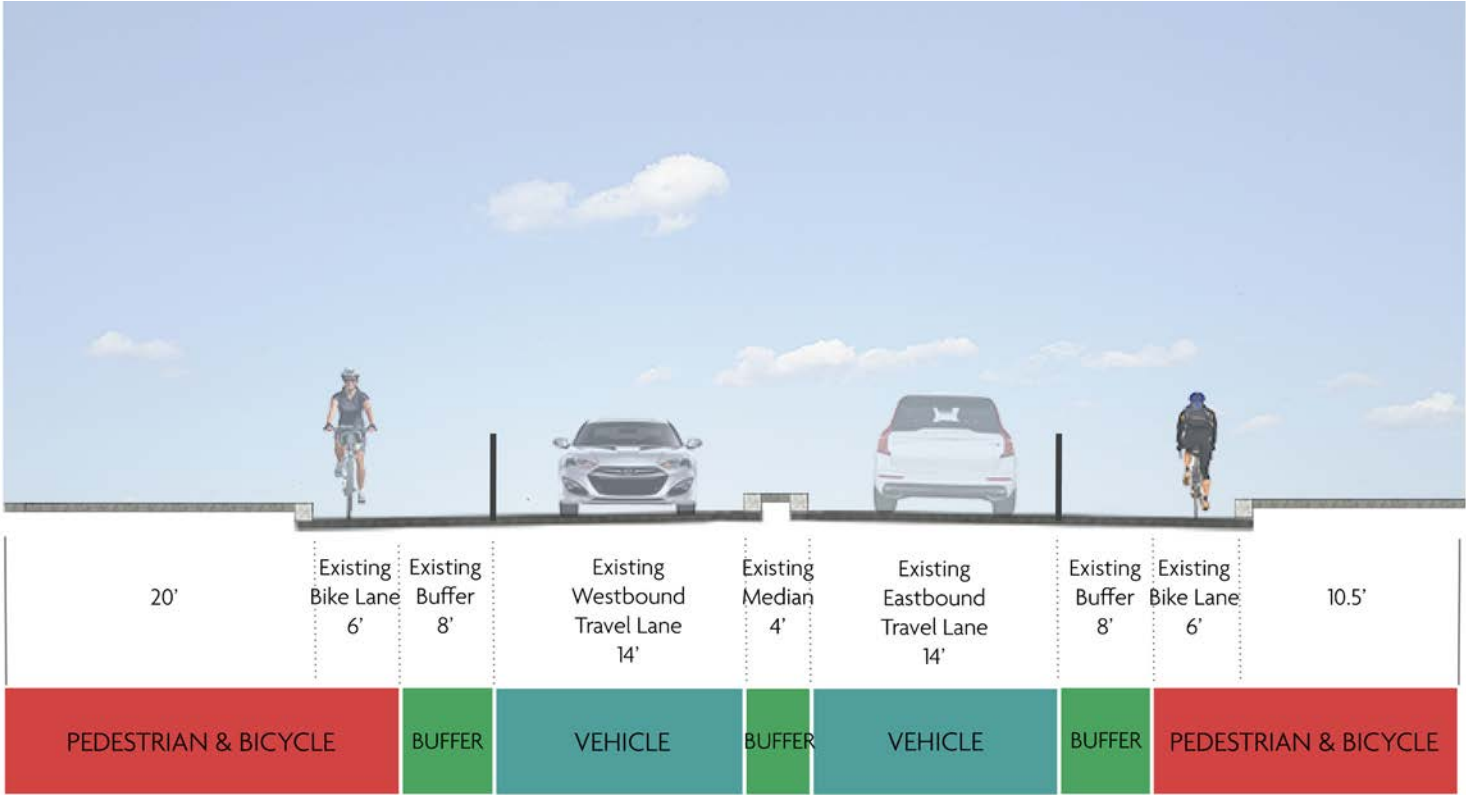 20'
Existing
Bike Lane
6'
Existing
Buffer
8'
Existing
Westbound
Travel Lane
14'
Existing
Median
4'
Existing
Eastbound
Travel Lane
14'
Existing
Buffer
8'
Existing
Bike Lane
6'
10.5'
PEDESTRIAN & BICYCLE
BUFFER
VEHICLE
BUFFER
VEHICLE
BUFFER
PEDESTRIAN & BICYCLE